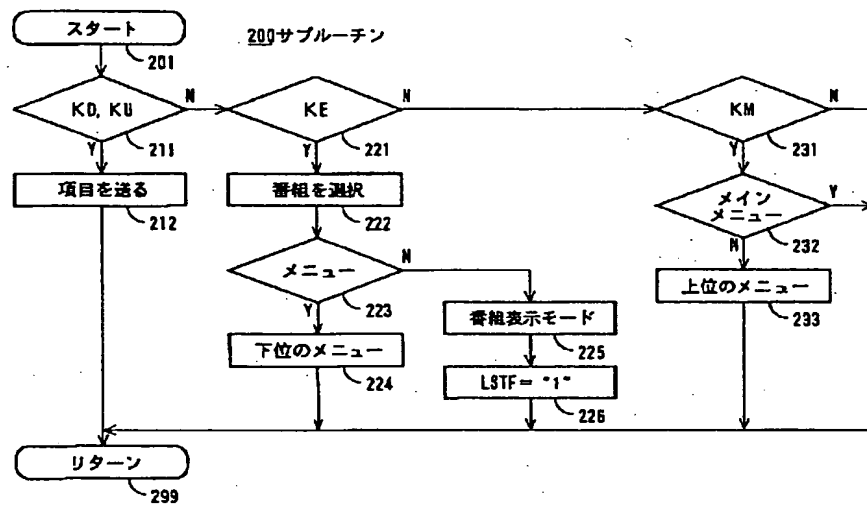 スタート
200サブルーチン
201
KD, KU
N
KE
N
KM
N
Y
211
Y
221
Y
231
項目を送る
番組を選択
メイン
メニュー
Y
212
222
N
232
メニュー
N
上位のメニュー
Y
223
番組表示モード
233
下位のメニュー
225
224
LSTF= "1"
226
リターン
299